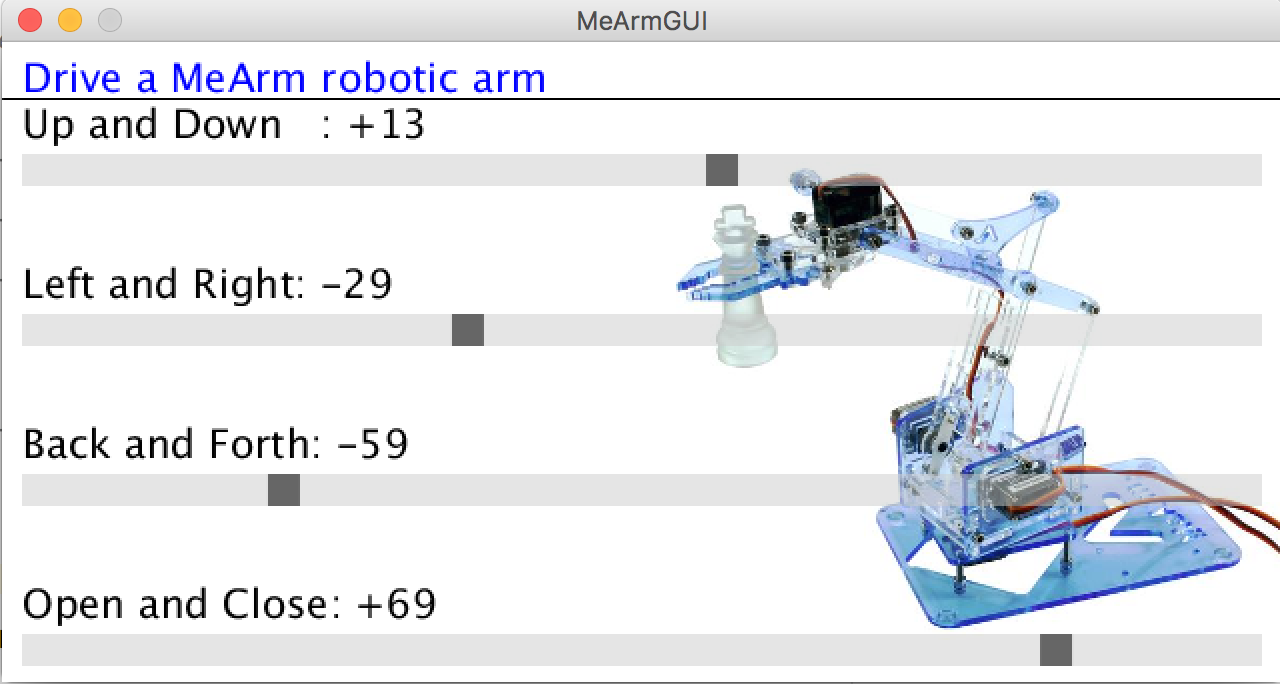 MeArmGUI
Drive a MeArm robotic arm
Up and Down   : +13
Left and Right: -29
Back and Forth: -59
Open and Close: +69